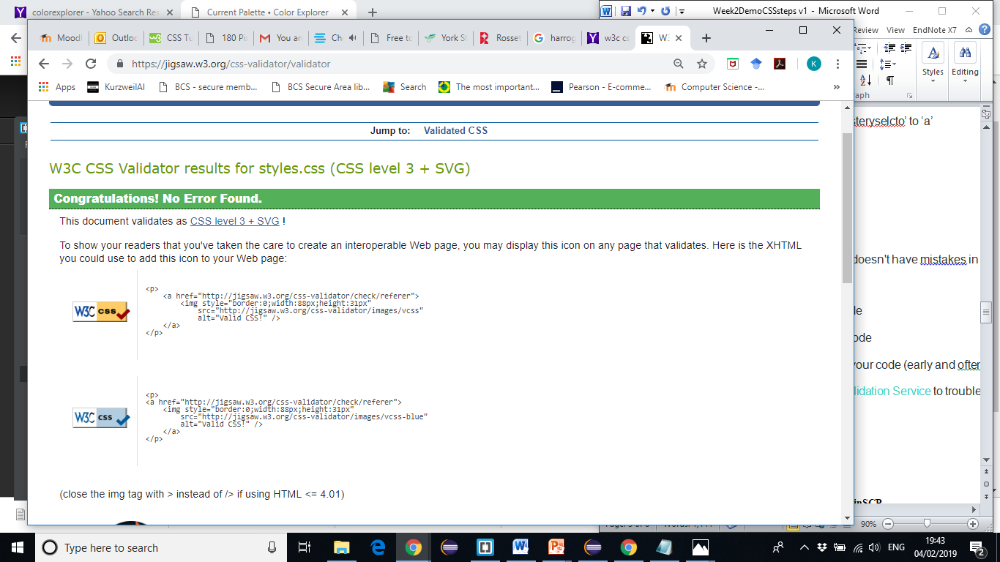 colorexplorer - Yahoo Search Res
Current Palette • Color Explorer
Week2DemoCSSsteps v1 - Microsoft Word
Moodl
Outloo
CSS Tu
180 Pi
You are
Ch
Free to
York St
Rosset
harrog
w3c cs
W3
Review View EndNote X7
https://jigsaw.w3.org/css-validator/validator
K
Styles
Editing
Apps
KurzweilAI
BCS - secure memb...
BCS Secure Area lib...
Search
The most important...
Pearson - E-comme...
Computer Science -...
»
Jump to: Validated CSS
W3C CSS Validator results for styles.css (CSS level 3 + SVG)
Congratulations! No Error Found.
This document validates as CSS level 3 + SVG !
To show your readers that you've taken the care to create an interoperable Web page, you may display this icon on any page that validates. Here is the XHTML
you could use to add this icon to your Web page:
W3C css
<p>
<a href="http://jigsaw.w3.org/css-validator/check/referer">
<img style="border:0;width:88px;height:31px"
src="http://jigsaw.w3.org/css-validator/images/vcss"
alt="Valid CSS!" />
</a>
</p>
W3C css
<p>
<a href="http://jigsaw.w3.org/css-validator/check/referer">
<img style="border:0;width:88px;height:31px"
src="http://jigsaw.w3.org/css-validator/images/vcss-blue"
alt="Valid CSS!" />
</a>
</p>
(close the img tag with > instead of /> if using HTML <= 4.01)
steryselcto' to 'a'
doesn't have mistakes in
le
ode
your code (early and often
lidation Service to trouble
inSCP
90%
Type here to search
ENG
19:43
04/02/2019
2